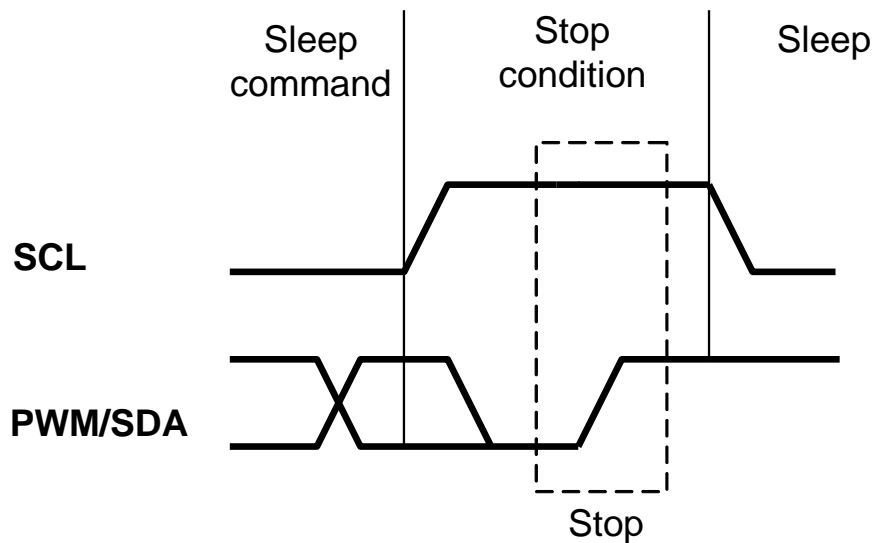 Sleep
command
Stop
condition
Sleep
SCL
PWM/SDA
Stop